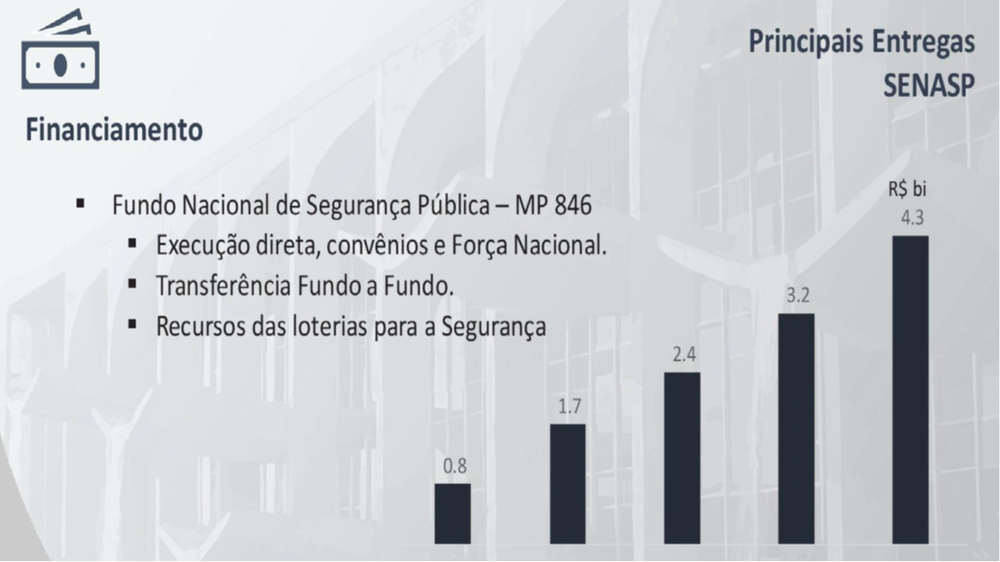 Principais Entregas
SENASP
Financiamento
▪ Fundo Nacional de Segurança Pública – MP 846
▪ Execução direta, convênios e Força Nacional.
▪ Transferência Fundo a Fundo.
▪ Recursos das loterias para a Segurança
R$ bi
0.8
1.7
2.4
3.2
4.3